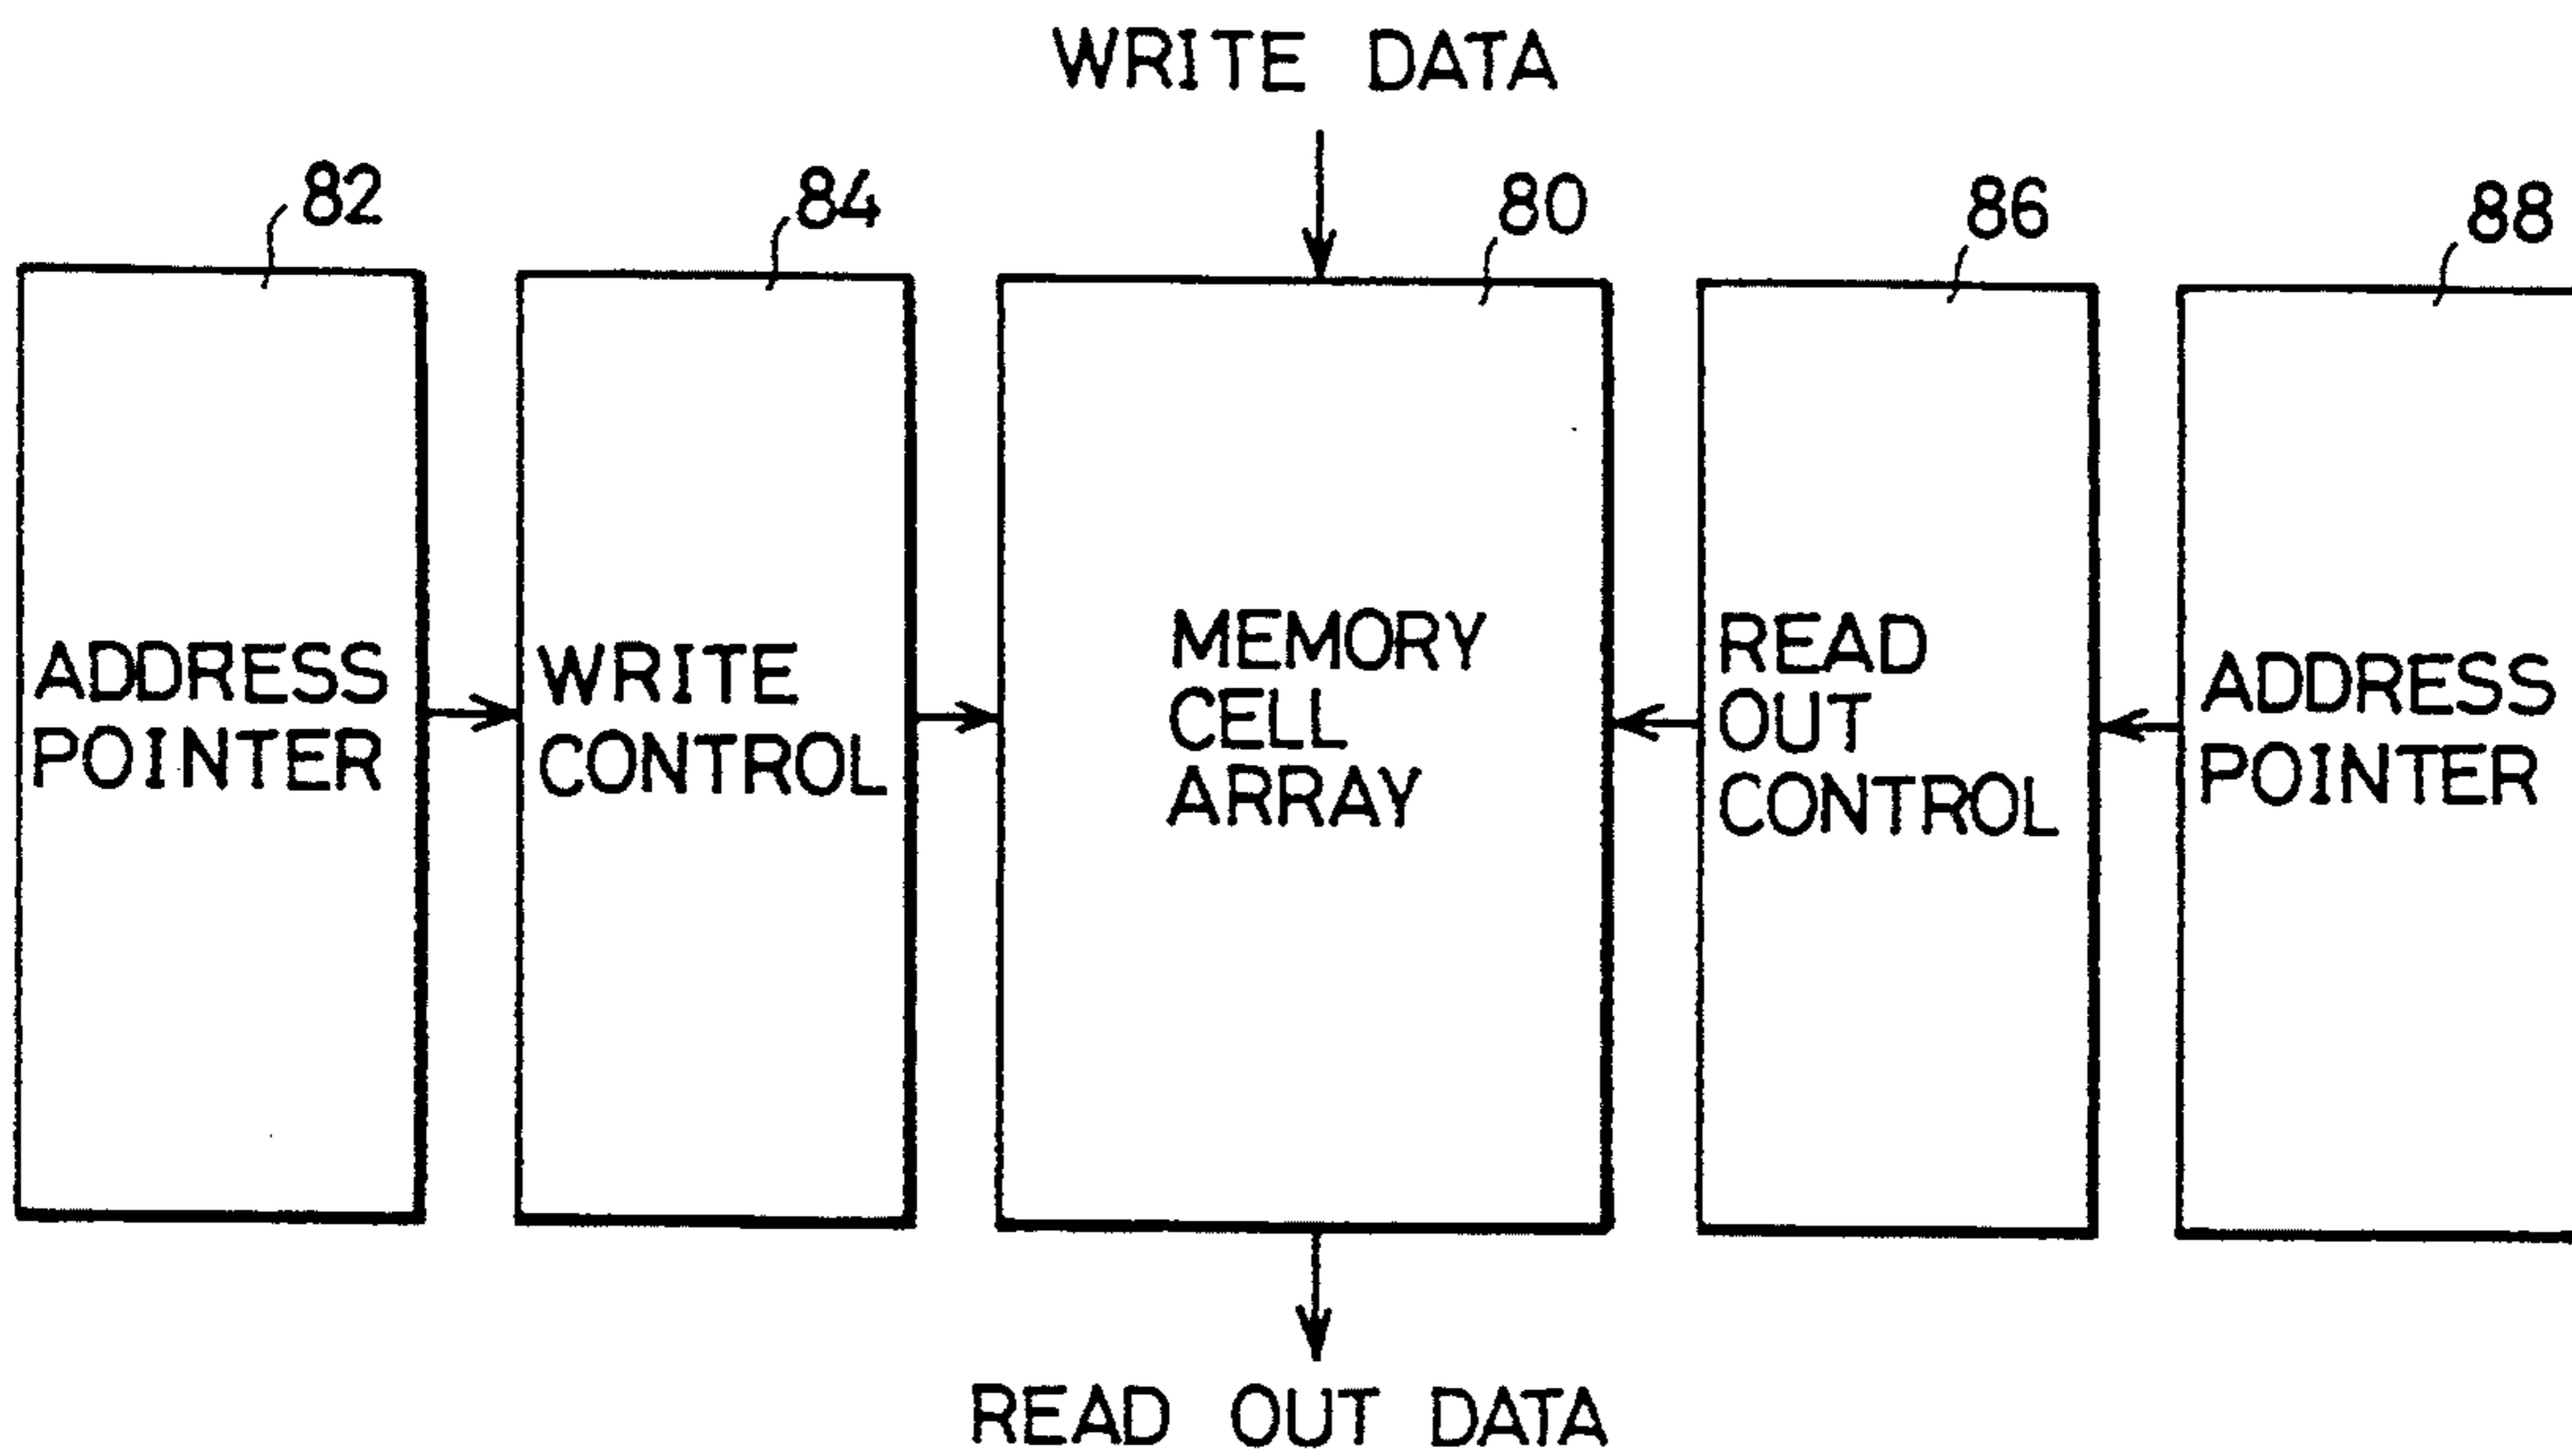 WRITE DATA
82
84
80
86
88
ADDRESS
POINTER
WRITE
CONTROL
MEMORY
CELL
ARRAY
READ
OUT
CONTROL
ADDRESS
POINTER
READ OUT DATA